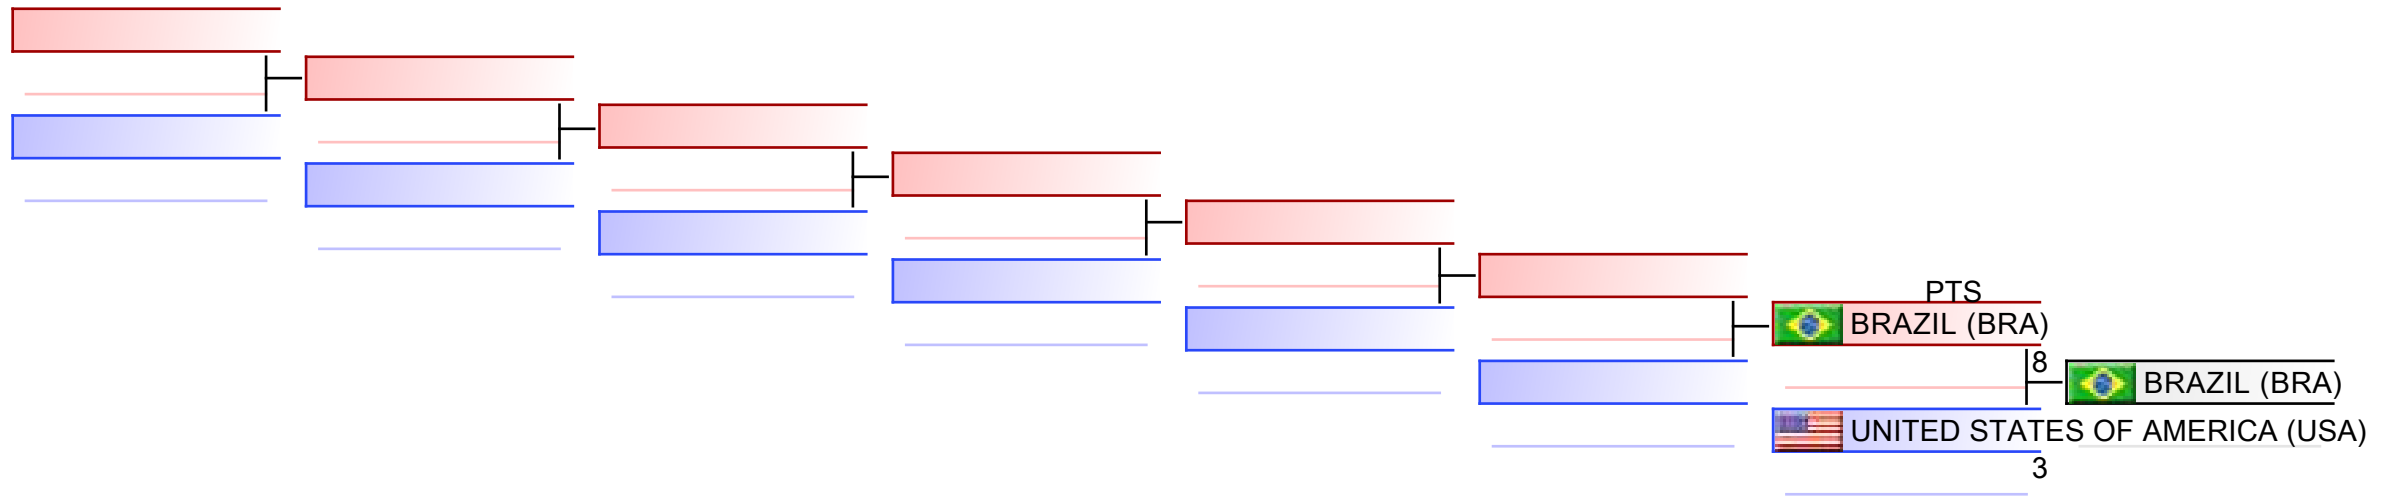 PTS
BRAZIL (BRA)
8
BRAZIL (BRA)
UNITED STATES OF AMERICA (USA)
3